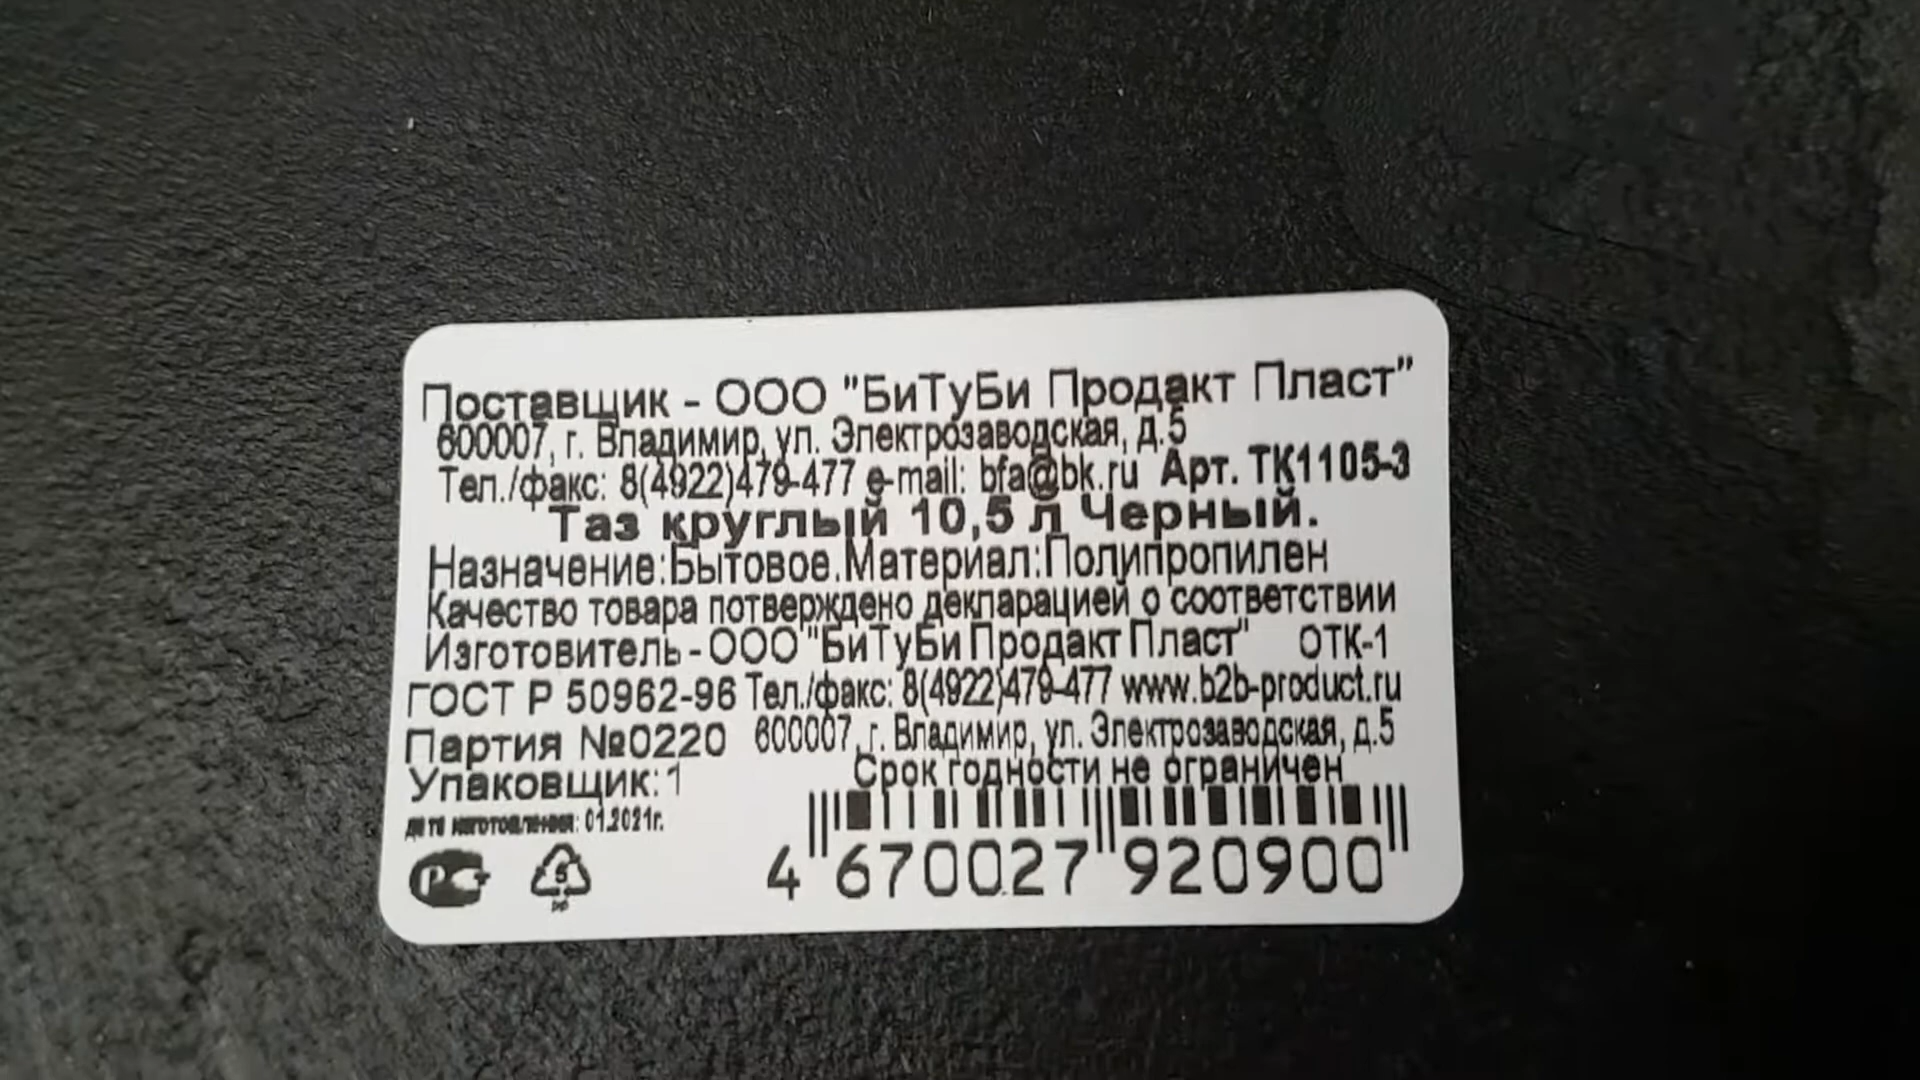 Поставщик - ООО "БиТуБи Продакт Пласт"
600007, г. Владимир, ул. Электрозаводская, д.5
Тел./факс: 8(4922)479-477 e-mail: bfa@bk.ru Арт. ТК1105-3
Таз круглый 10,5 л Черный.
Назначение:Бытовое.Материал:Полипропилен
Качество товара потверждено декларацией о соответствии
Изготовитель-ООО "БиТуБи Продакт Пласт" ОТК-1
ГОСТ Р 50962-96 Тел./факс: 8(4922)479-477 www.b2b-product.ru
Партия №0220 600007, г. Владимир, ул. Электрозаводская, д.5
Упаковщик:1 Срок годности не ограничен
дата изготовления: 01.2021г.
РС
5
4 670027 920900